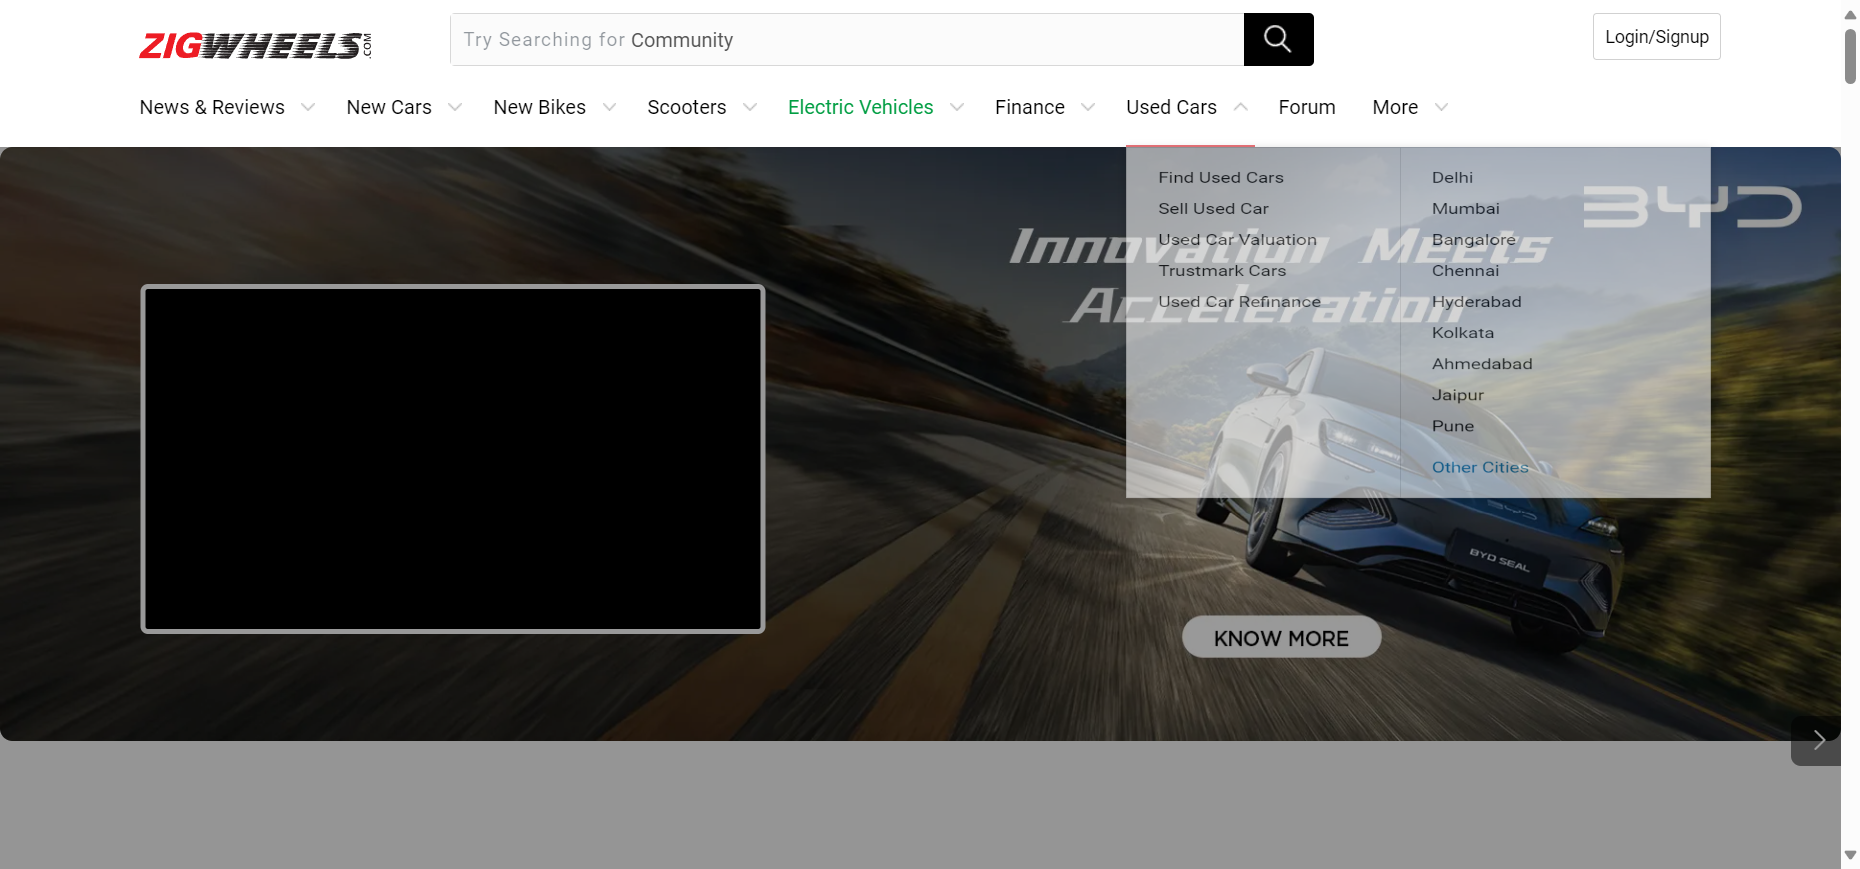 ZIGWHEELS.COM
Try Searching for Community
Login/Signup
News & Reviews
New Cars
New Bikes
Scooters
Electric Vehicles
Finance
Used Cars
Forum
More
Find Used Cars
Sell Used Car
Used Car Valuation
Trustmark Cars
Used Car Refinance
Delhi
Mumbai
Bangalore
Chennai
Hyderabad
Kolkata
Ahmedabad
Jaipur
Pune
Other Cities
BYD
Innovation Meets
Acceleration
BYD
BYD SEAL
KNOW MORE